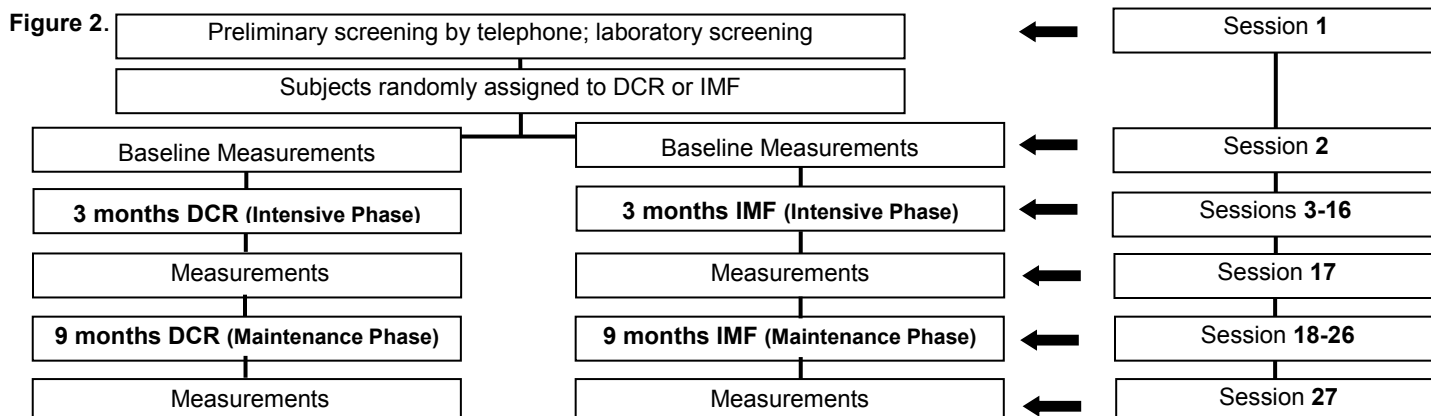 Figure 2.
Preliminary screening by telephone; laboratory screening
Session 1
Subjects randomly assigned to DCR or IMF
Baseline Measurements
Baseline Measurements
Session 2
3 months DCR (Intensive Phase)
3 months IMF (Intensive Phase)
Sessions 3-16
Measurements
Measurements
Session 17
9 months DCR (Maintenance Phase)
9 months IMF (Maintenance Phase)
Session 18-26
Measurements
Measurements
Session 27